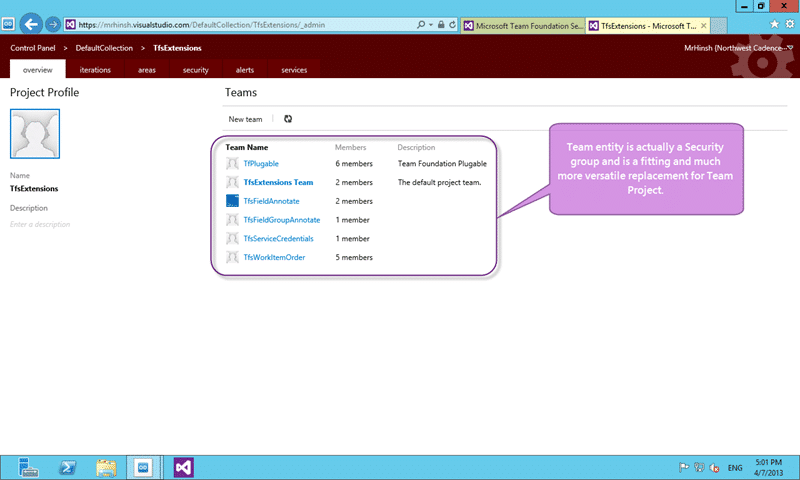 https://mrhinsh.visualstudio.com/DefaultCollection/TfsExtensions/_admin
Microsoft Team Foundation Se...
TfsExtensions - Microsoft T...
Control Panel > DefaultCollection > TfsExtensions
MrHinsh (Northwest Cadence...
overview iterations areas security alerts services
Project Profile
Name
TfsExtensions
Description
Enter a description
Teams
New team
Team Name Members Description
TfPlugable 6 members Team Foundation Plugable
TfsExtensions Team 2 members The default project team.
TfsFieldAnnotate 2 members
TfsFieldGroupAnnotate 1 member
TfsServiceCredentials 1 member
TfsWorkItemOrder 5 members
Team entity is actually a Security
group and is a fitting and much
more versatile replacement for Team
Project.
ENG
5:01 PM
4/7/2013